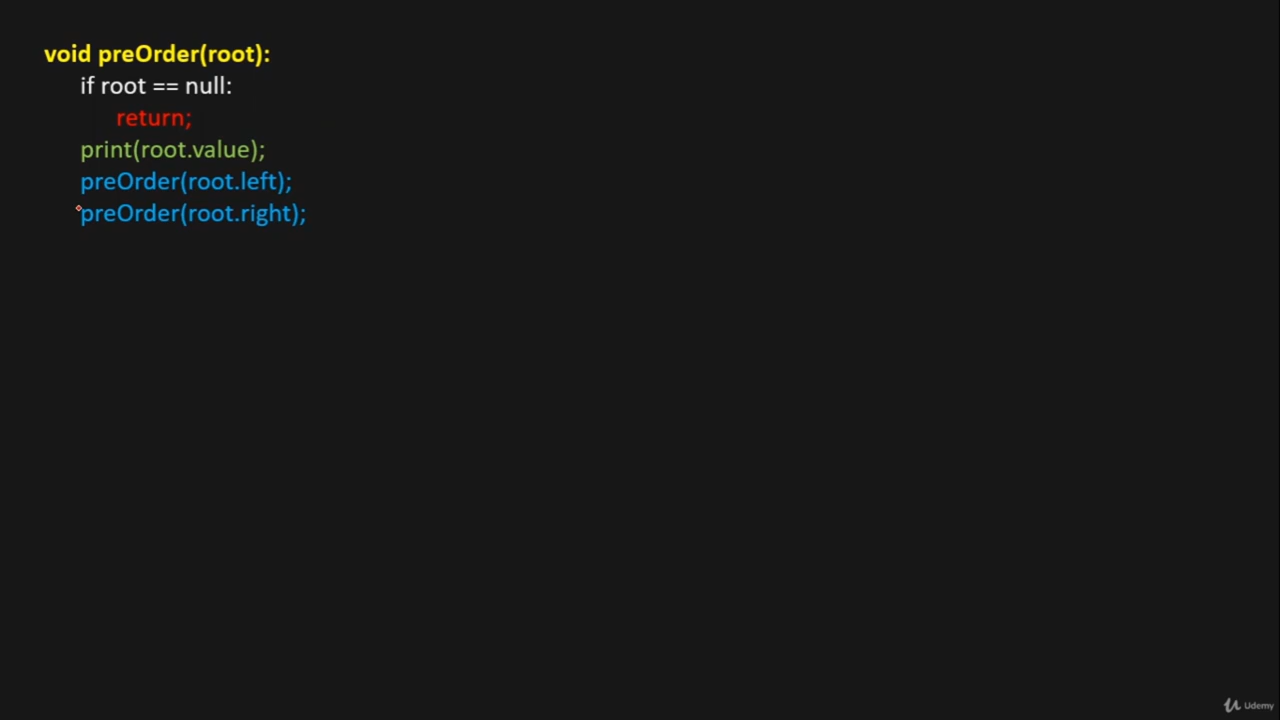 void preOrder(root):
if root == null:
return;
print(root.value);
preOrder(root.left);
preOrder(root.right);
Udemy